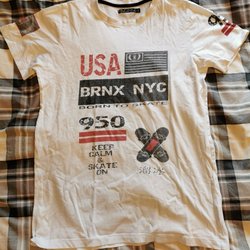 USA
BRNX NYC
BORN TO SKATE
950
KEEP
CALM
&
SKATE
ON